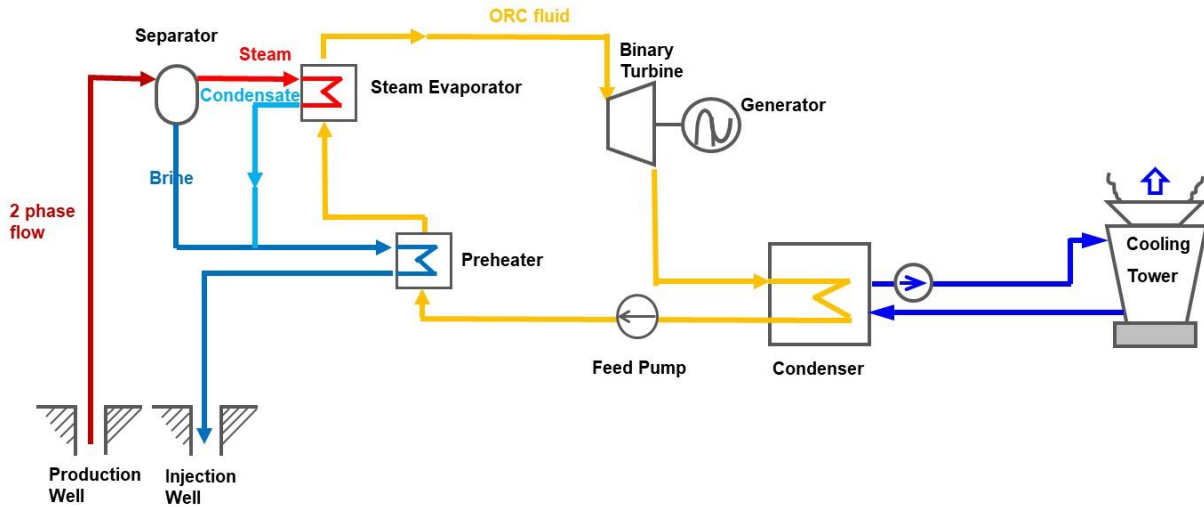 ORC fluid
Separator
Steam
Condensate
Steam Evaporator
Binary
Turbine
Generator
Brine
2 phase
flow
Preheater
Cooling
Tower
Feed Pump
Condenser
Production
Well
Injection
Well